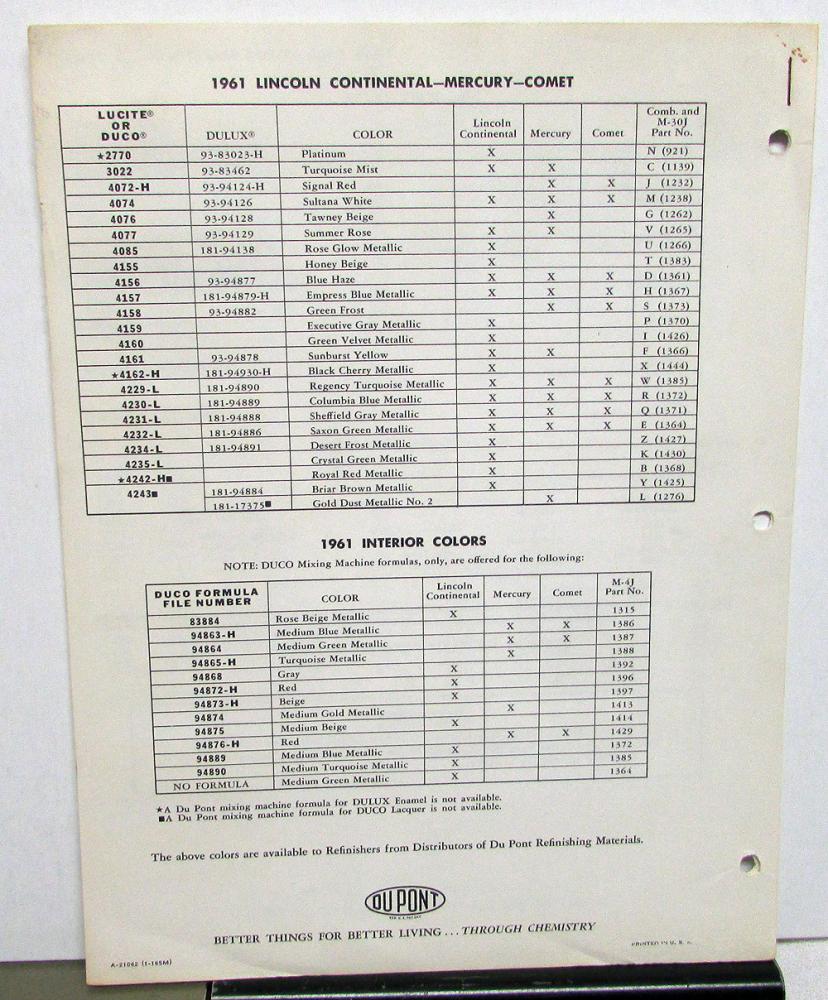 1961 LINCOLN CONTINENTAL—MERCURY—COMET
LUCITE® OR DUCO® DULUX® COLOR Lincoln Continental Mercury Comet Comb. and M-30J Part No.
★2770 93-83023-H Platinum X N (921)
3022 93-83462 Turquoise Mist X X C (1139)
4072-H 93-94124-H Signal Red X X J (1232)
4074 93-94126 Sultana White X X X M (1238)
4076 93-94128 Tawney Beige X G (1262)
4077 93-94129 Summer Rose X X V (1265)
4085 181-94138 Rose Glow Metallic X U (1266)
4155 Honey Beige X T (1383)
4156 93-94877 Blue Haze X X X D (1361)
4157 181-94879-H Empress Blue Metallic X X X H (1367)
4158 93-94882 Green Frost X X S (1373)
4159 Executive Gray Metallic X P (1370)
4160 Green Velvet Metallic X I (1426)
4161 93-94878 Sunburst Yellow X X F (1366)
★4162-H 181-94930-H Black Cherry Metallic X X (1444)
4229-L 181-94890 Regency Turquoise Metallic X X X W (1385)
4230-L 181-94889 Columbia Blue Metallic X X X R (1372)
4231-L 181-94888 Sheffield Gray Metallic X X X Q (1371)
4232-L 181-94886 Saxon Green Metallic X X X E (1364)
4234-L 181-94891 Desert Frost Metallic X Z (1427)
4235-L Crystal Green Metallic X K (1430)
★4242-H■ Royal Red Metallic X B (1368)
4243■ 181-94884 Briar Brown Metallic X Y (1425)
181-17375■ Gold Dust Metallic No. 2 X L (1276)
1961 INTERIOR COLORS
NOTE: DUCO Mixing Machine formulas, only, are offered for the following:
DUCO FORMULA FILE NUMBER COLOR Lincoln Continental Mercury Comet M-4J Part No.
83884 Rose Beige Metallic X 1315
94863-H Medium Blue Metallic X X 1386
94864 Medium Green Metallic X X 1387
94865-H Turquoise Metallic X 1388
94868 Gray X 1392
94872-H Red X 1396
94873-H Beige X 1397
94874 Medium Gold Metallic X 1413
94875 Medium Beige X 1414
94876-H Red X X 1429
94889 Medium Blue Metallic X 1372
94890 Medium Turquoise Metallic X 1385
NO FORMULA Medium Green Metallic X 1364
★A Du Pont mixing machine formula for DULUX Enamel is not available.
■A Du Pont mixing machine formula for DUCO Lacquer is not available.
The above colors are available to Refinishers from Distributors of Du Pont Refinishing Materials.
DU PONT
BETTER THINGS FOR BETTER LIVING ... THROUGH CHEMISTRY
A-21042 (1-165M)
PRINTED IN U. S. A.